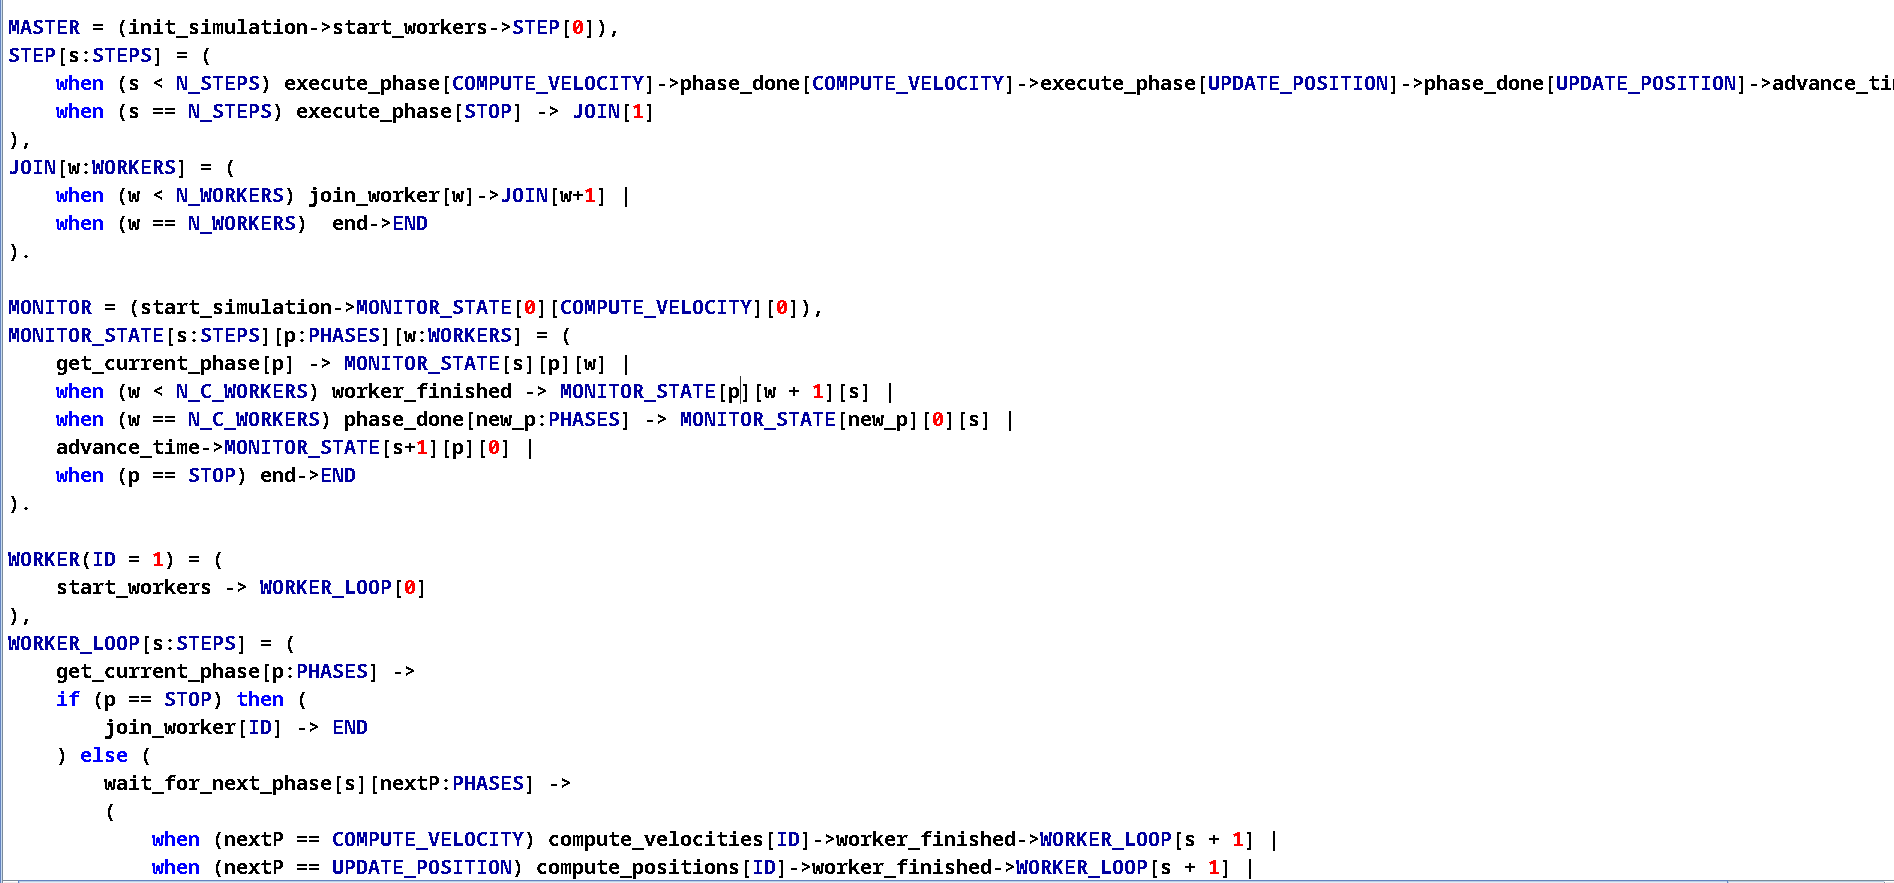 MASTER = (init_simulation->start_workers->STEP[0]),
STEP[s:STEPS] = (
    when (s < N_STEPS) execute_phase[COMPUTE_VELOCITY]->phase_done[COMPUTE_VELOCITY]->execute_phase[UPDATE_POSITION]->phase_done[UPDATE_POSITION]->advance_ti
    when (s == N_STEPS) execute_phase[STOP] -> JOIN[1]
),
JOIN[w:WORKERS] = (
    when (w < N_WORKERS) join_worker[w]->JOIN[w+1] |
    when (w == N_WORKERS)  end->END
).
MONITOR = (start_simulation->MONITOR_STATE[0][COMPUTE_VELOCITY][0]),
MONITOR_STATE[s:STEPS][p:PHASES][w:WORKERS] = (
    get_current_phase[p] -> MONITOR_STATE[s][p][w] |
    when (w < N_C_WORKERS) worker_finished -> MONITOR_STATE[p][w + 1][s] |
    when (w == N_C_WORKERS) phase_done[new_p:PHASES] -> MONITOR_STATE[new_p][0][s] |
    advance_time->MONITOR_STATE[s+1][p][0] |
    when (p == STOP) end->END
).
WORKER(ID = 1) = (
    start_workers -> WORKER_LOOP[0]
),
WORKER_LOOP[s:STEPS] = (
    get_current_phase[p:PHASES] ->
    if (p == STOP) then (
        join_worker[ID] -> END
    ) else (
        wait_for_next_phase[s][nextP:PHASES] ->
        (
            when (nextP == COMPUTE_VELOCITY) compute_velocities[ID]->worker_finished->WORKER_LOOP[s + 1] |
            when (nextP == UPDATE_POSITION) compute_positions[ID]->worker_finished->WORKER_LOOP[s + 1] |